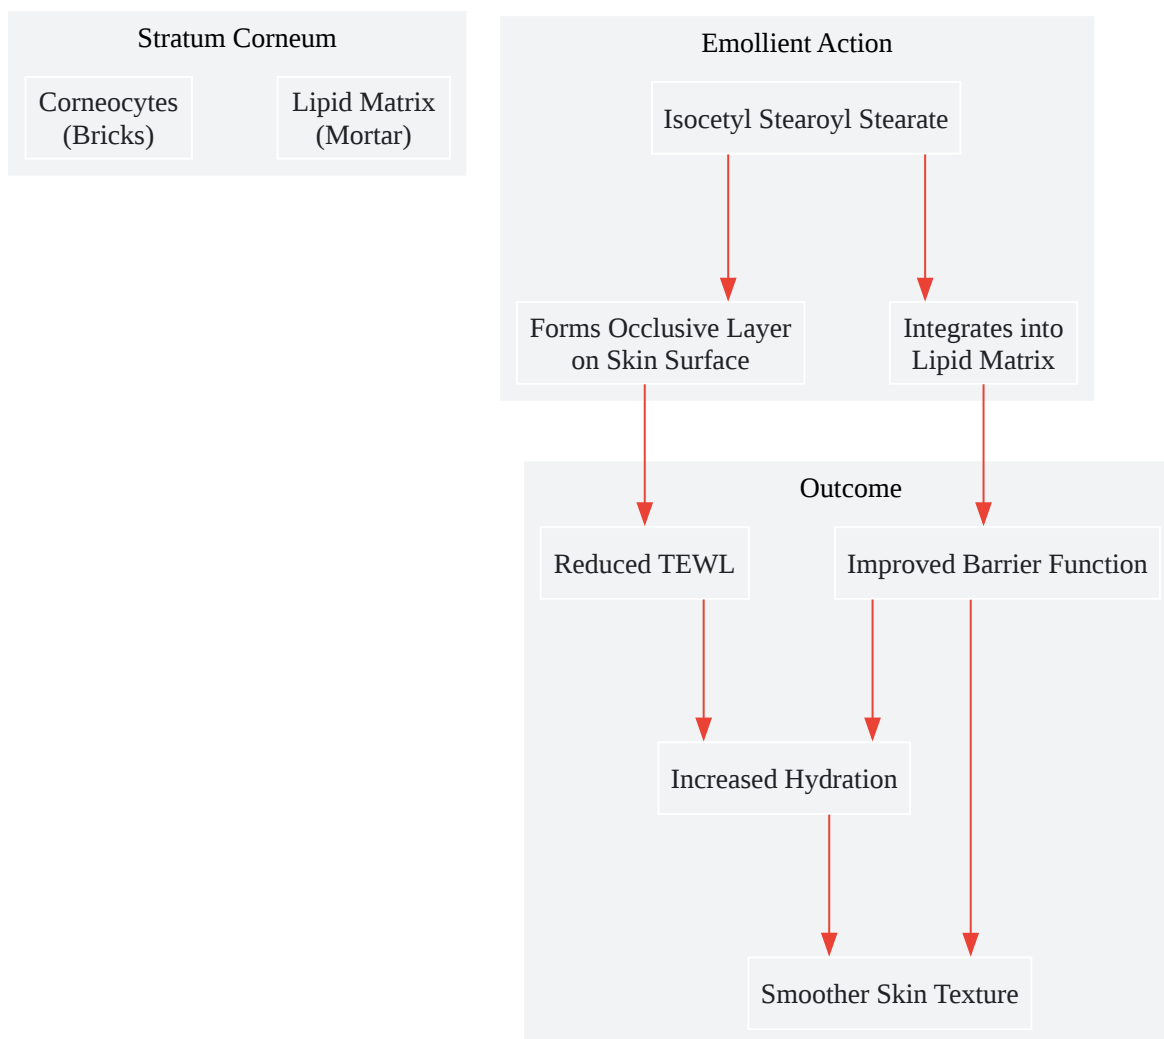 Stratum Corneum
Corneocytes
(Bricks)
Lipid Matrix
(Mortar)
Emollient Action
Isocetyl Stearoyl Stearate
Forms Occlusive Layer
on Skin Surface
Integrates into
Lipid Matrix
Outcome
Reduced TEWL
Improved Barrier Function
Increased Hydration
Smoother Skin Texture